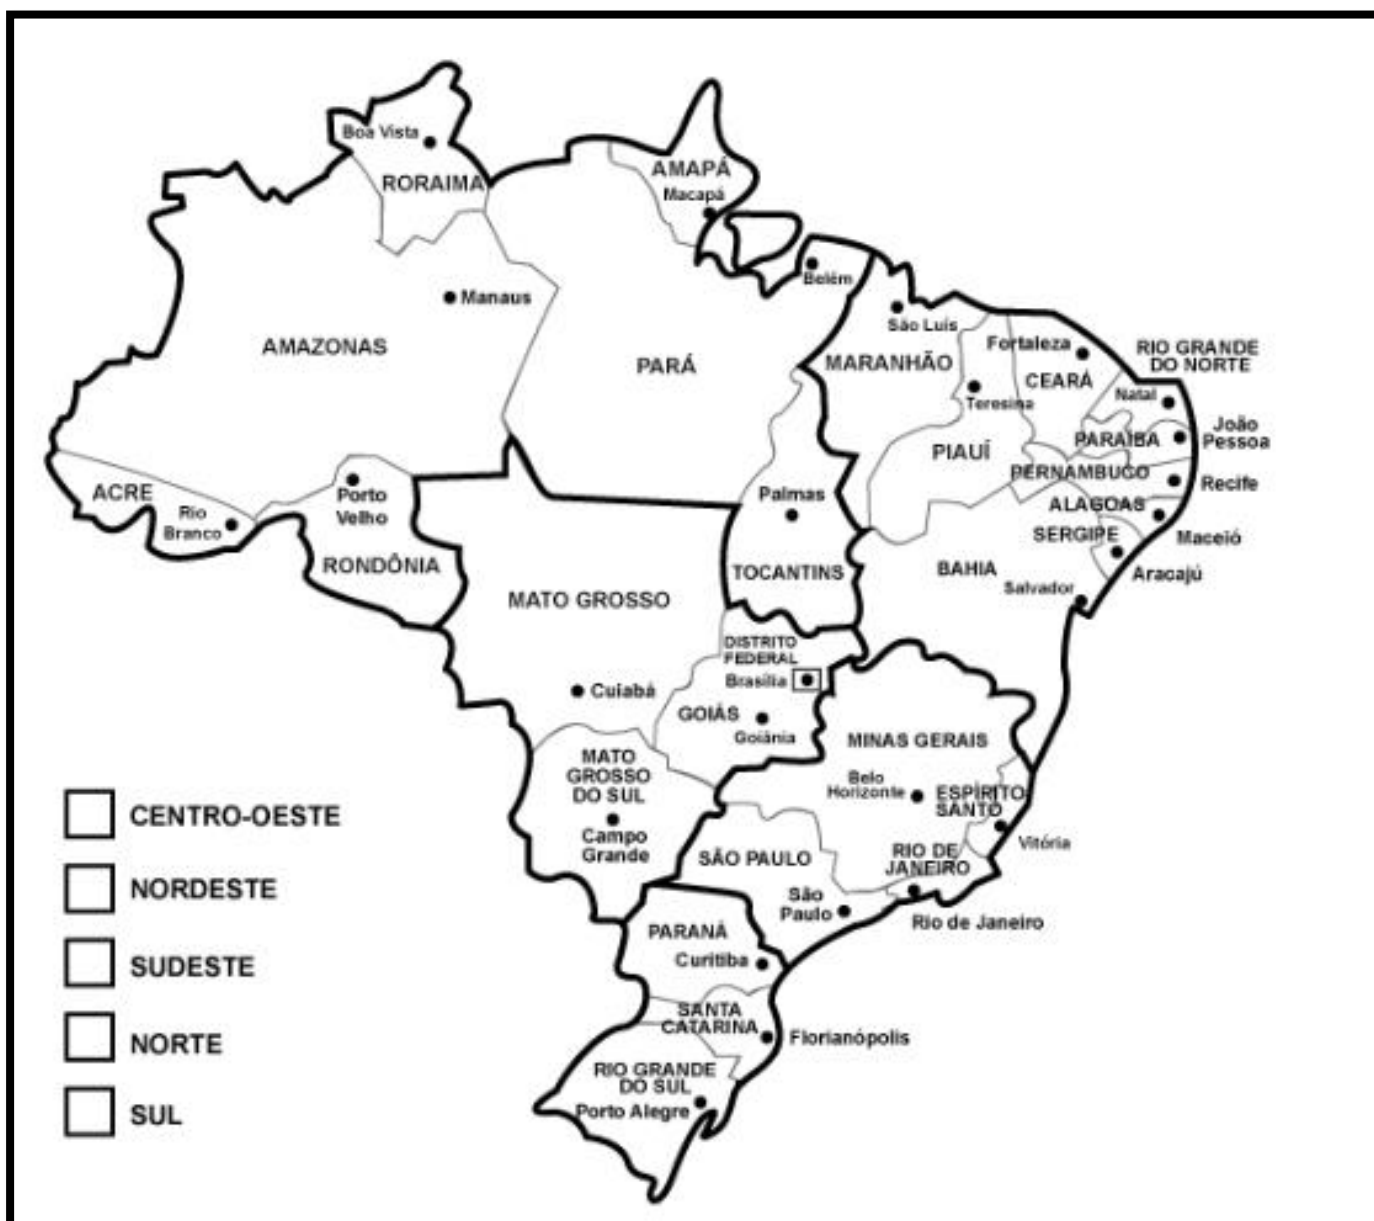 Boa Vista
RORAIMA
AMAPÁ
Macapá
Belém
Manaus
AMAZONAS
PARÁ
São Luís
MARANHÃO
Fortaleza
CEARÁ
RIO GRANDE
DO NORTE
Natal
Teresina
PIAUÍ
PARAÍBA
João
Pessoa
PERNAMBUCO
Recife
ALAGOAS
Maceió
SERGIPE
Aracajú
ACRE
Rio
Branco
Porto
Velho
RONDÔNIA
Palmas
TOCANTINS
BAHIA
Salvador
MATO GROSSO
Cuiabá
DISTRITO
FEDERAL
Brasília
GOIÁS
Goiânia
MINAS GERAIS
Belo
Horizonte
ESPÍRITO
SANTO
Vitória
MATO
GROSSO
DO SUL
Campo
Grande
SÃO PAULO
São
Paulo
RIO DE
JANEIRO
Rio de Janeiro
PARANÁ
Curitiba
SANTA
CATARINA
Florianópolis
RIO GRANDE
DO SUL
Porto Alegre
CENTRO-OESTE
NORDESTE
SUDESTE
NORTE
SUL